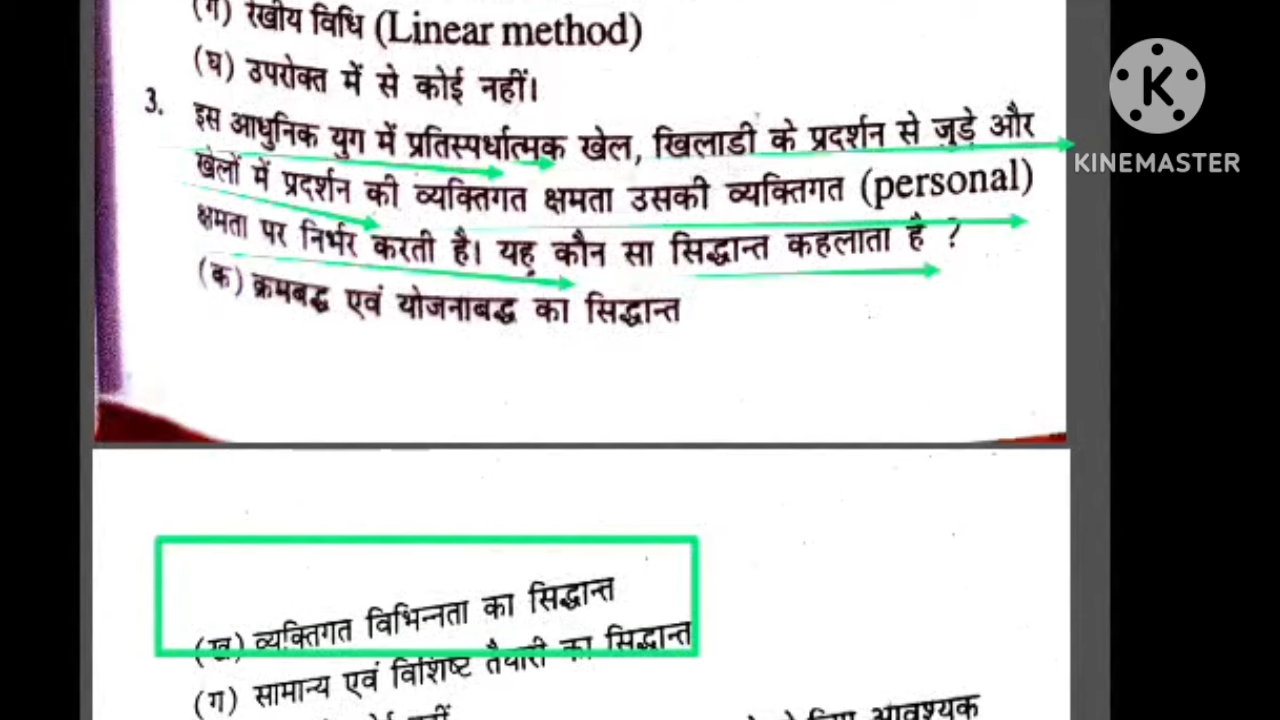 (ग) रेखीय विधि (Linear method)
(घ) उपरोक्त में से कोई नहीं।
3. इस आधुनिक युग में प्रतिस्पर्धात्मक खेल, खिलाडी के प्रदर्शन से जुड़े और
खेलों में प्रदर्शन की व्यक्तिगत क्षमता उसकी व्यक्तिगत (personal)
क्षमता पर निर्भर करती है। यह कौन सा सिद्धान्त कहलाता है ?
(क) क्रमबद्ध एवं योजनाबद्ध का सिद्धान्त
(ख) व्यक्तिगत विभिन्नता का सिद्धान्त
(ग) सामान्य एवं विशिष्ट तैयारी का सिद्धान्त
कोई नहीं
लिए आवश्यक
K
KINEMASTER